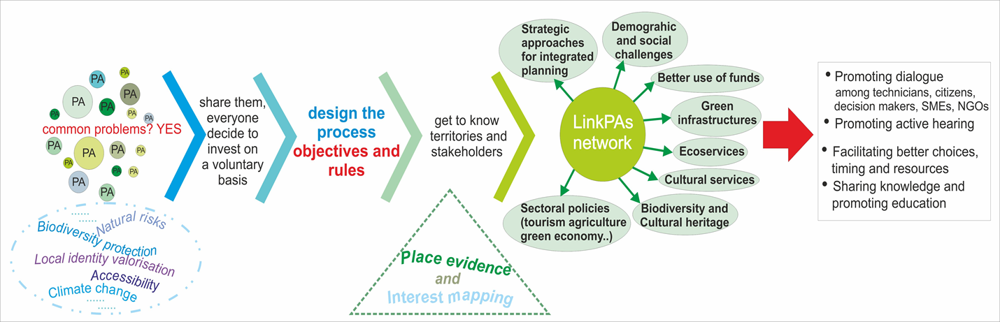 PA
PA
PA
PA
PA
PA
PA
PA
PA
common problems? YES
PA
PA
PA
PA
PA
PA
PA
PA
PA
......
Natural risks
Biodiversity protection
Local identity valorisation
Accessibility
Climate change
......
......
share them,
everyone
decide to
invest on
a voluntary
basis
design the
process
objectives and
rules
get to know
territories and
stakeholders
Place evidence
and
Interest mapping
LinkPAs
network
Strategic
approaches
for integrated
planning
Demograhic
and social
challenges
Better use of funds
Green
infrastructures
Ecoservices
Cultural services
Biodiversity and
Cultural heritage
Sectoral policies
(tourism agriculture
green economy..)
• Promoting dialogue
among technicians, citizens,
decision makers, SMEs, NGOs
• Promoting active hearing
• Facilitating better choices,
timing and resources
• Sharing knowledge and
promoting education